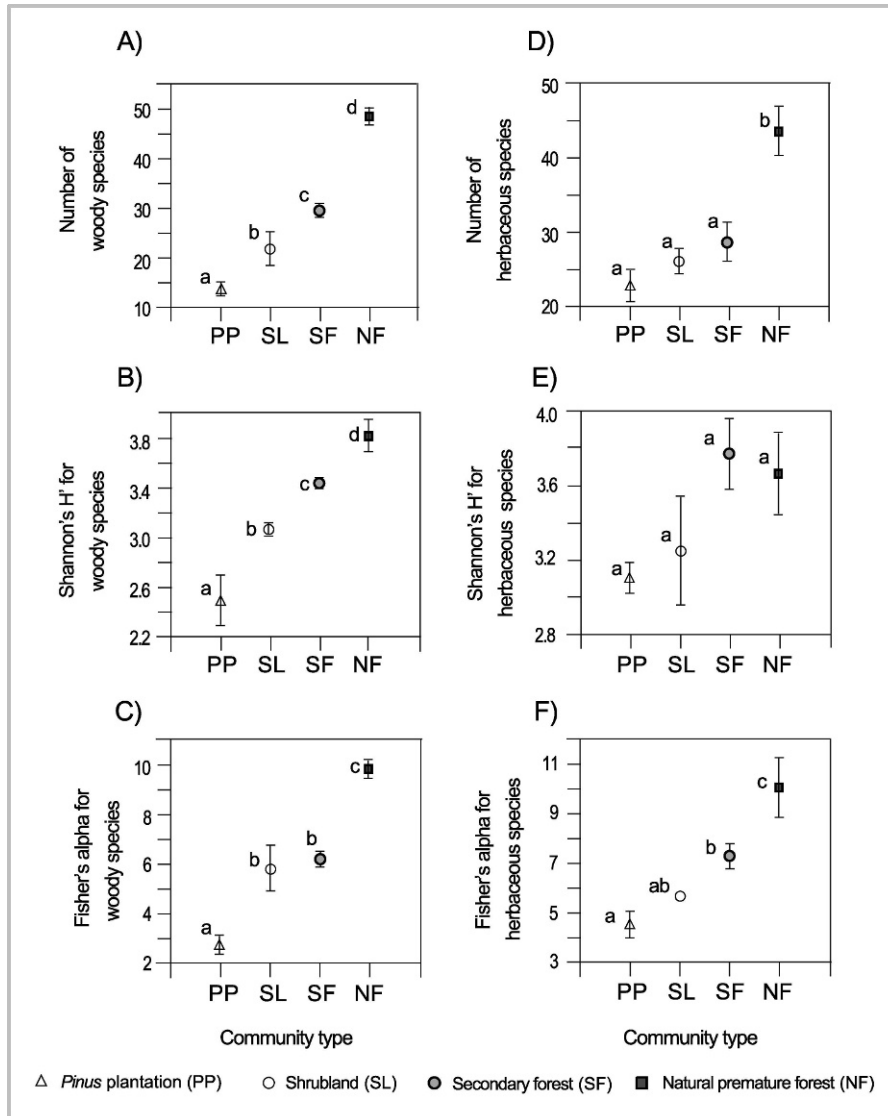 A)
Number of
woody species
50
40
30
20
10
a
b
c
d
PP SL SF NF
B)
Shannon's H' for
woody species
3.8
3.4
3.0
2.6
2.2
a
b
c
d
PP SL SF NF
C)
Fisher's alpha for
woody species
10
8
6
4
2
a
b
b
c
PP SL SF NF
Community type
D)
Number of
herbaceous species
50
40
30
20
a
a
a
b
PP SL SF NF
E)
Shannon's H' for
herbaceous species
4.0
3.6
3.2
2.8
a
a
a
a
PP SL SF NF
F)
Fisher's alpha for
herbaceous species
11
9
7
5
3
a
ab
b
c
PP SL SF NF
Community type
Pinus plantation (PP) Shrubland (SL) Secondary forest (SF) Natural premature forest (NF)